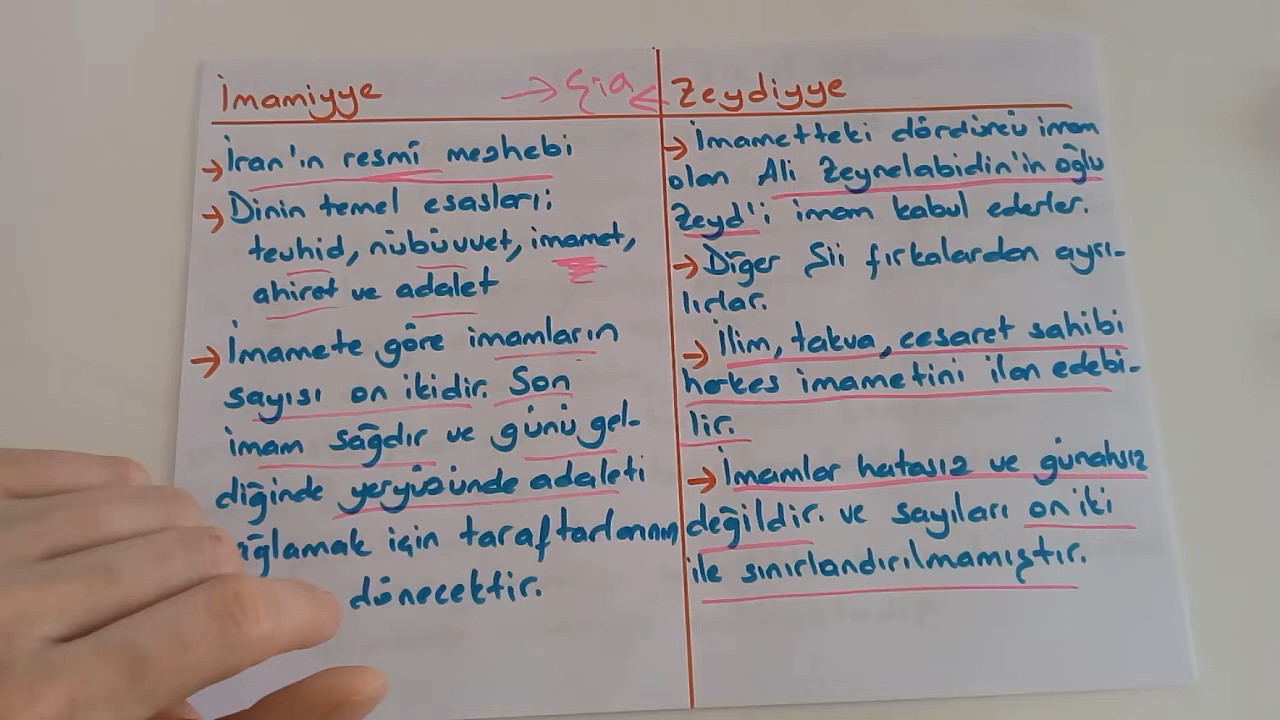 İmamiyye
→ Şia ←
→ İran'ın resmî mezhebi
→ Dinin temel esasları:
tevhid, nübüvvet, imamet,
ahiret ve adalet
→ İmamete göre imamların
sayısı on ikidir. Son
imam sağdır ve günü gel-
diğinde yeryüzünde adaleti
ağlamak için taraftarlarının
dönecektir.
Zeydiyye
→ İmametteki dördüncü imam
olan Ali Zeynelabidin'in oğlu
Zeyd'i imam kabul ederler.
→ Diğer Şii fırkalardan ayrı-
lırlar.
→ İlim, takva, cesaret sahibi
herkes imametini ilan edebi-
lir.
→ İmamlar hatasız ve günahsız
değildir. ve sayıları on iki
ile sınırlandırılmamıştır.